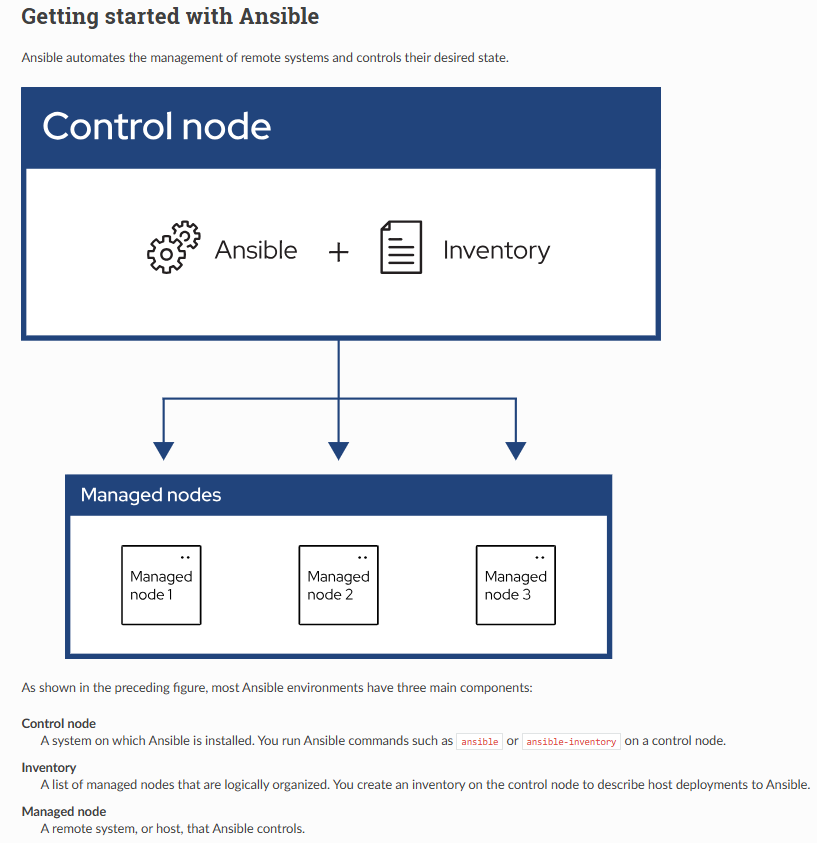 Getting started with Ansible
Ansible automates the management of remote systems and controls their desired state.
Control node
Ansible + Inventory
Managed nodes
Managed node 1
Managed node 2
Managed node 3
As shown in the preceding figure, most Ansible environments have three main components:
Control node
A system on which Ansible is installed. You run Ansible commands such as ansible or ansible-inventory on a control node.
Inventory
A list of managed nodes that are logically organized. You create an inventory on the control node to describe host deployments to Ansible.
Managed node
A remote system, or host, that Ansible controls.